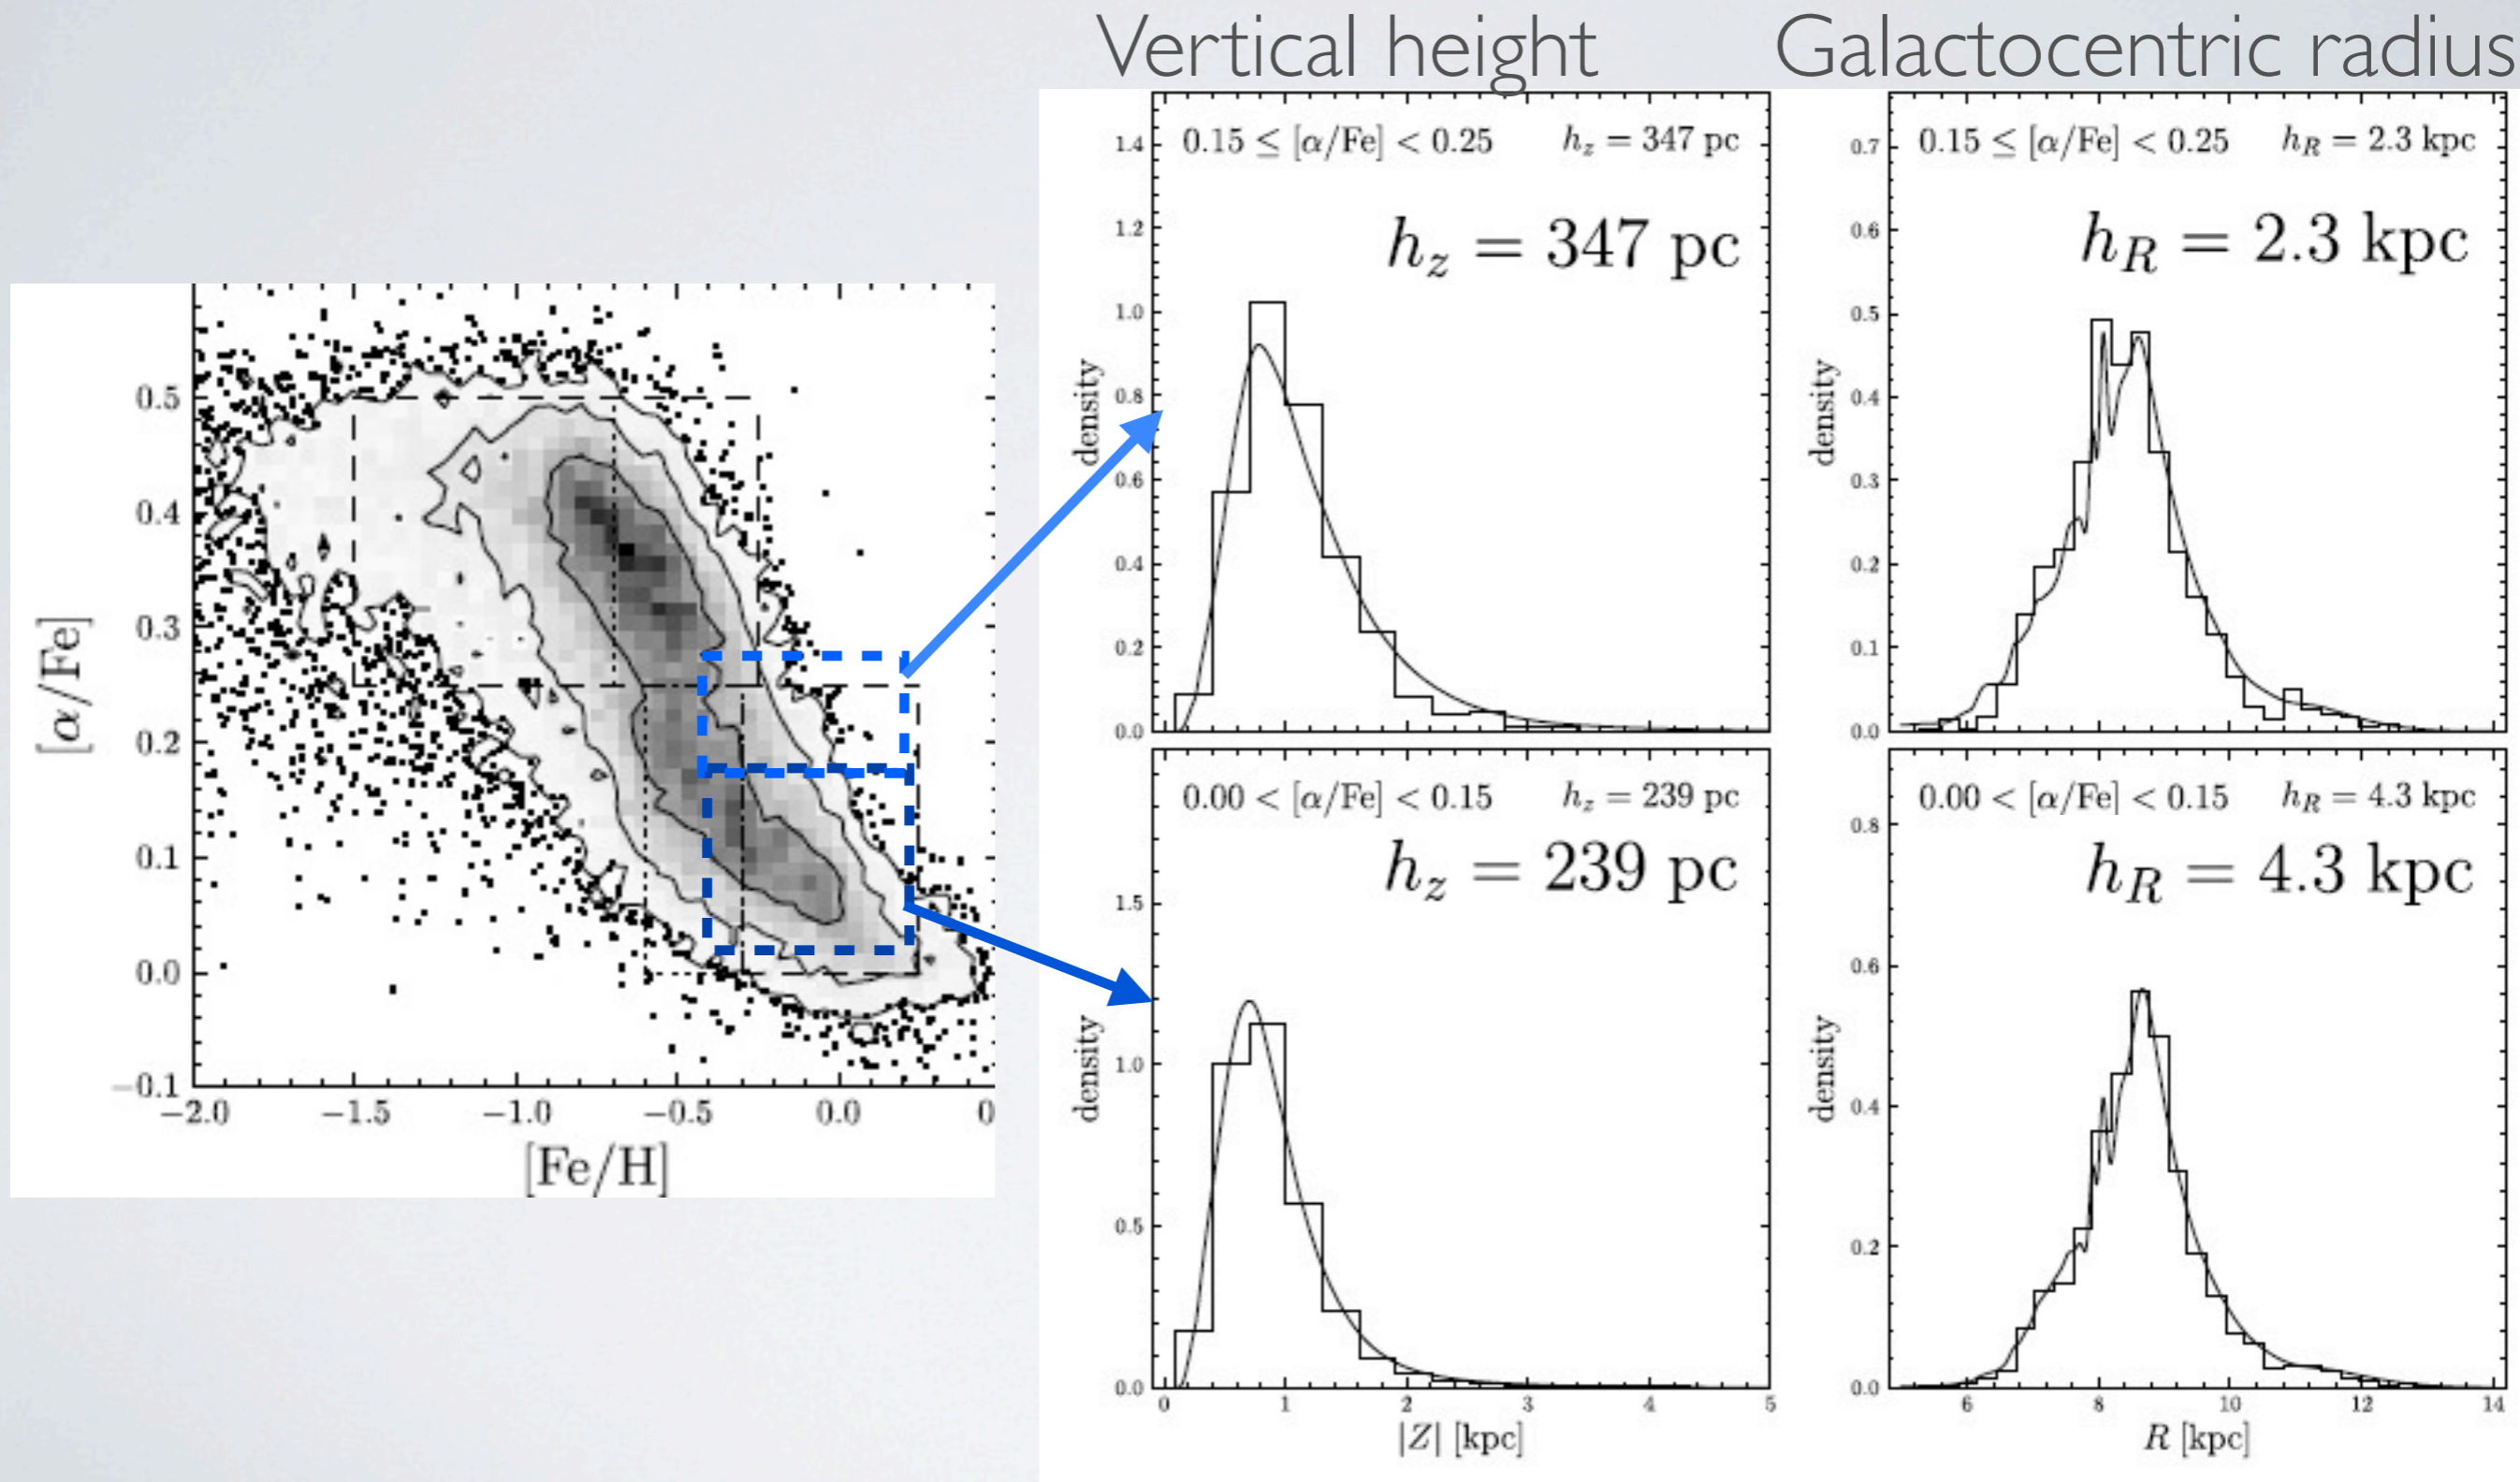 Vertical height
Galactocentric radius
0.5
0.4
0.3
0.2
0.1
0.0
−0.1
[α/Fe]
−2.0 −1.5 −1.0 −0.5 0.0 0
[Fe/H]
0.15 ≤ [α/Fe] < 0.25 h_z = 347 pc
h_z = 347 pc
1.4
1.2
1.0
0.8
0.6
0.4
0.2
0.0
density
0.15 ≤ [α/Fe] < 0.25 h_R = 2.3 kpc
h_R = 2.3 kpc
0.7
0.6
0.5
0.4
0.3
0.2
0.1
0.0
density
0.00 < [α/Fe] < 0.15 h_z = 239 pc
h_z = 239 pc
1.5
1.0
0.5
0.0
density
0 1 2 3 4 5
|Z| [kpc]
0.00 < [α/Fe] < 0.15 h_R = 4.3 kpc
h_R = 4.3 kpc
0.8
0.6
0.4
0.2
0.0
density
6 8 10 12 14
R [kpc]